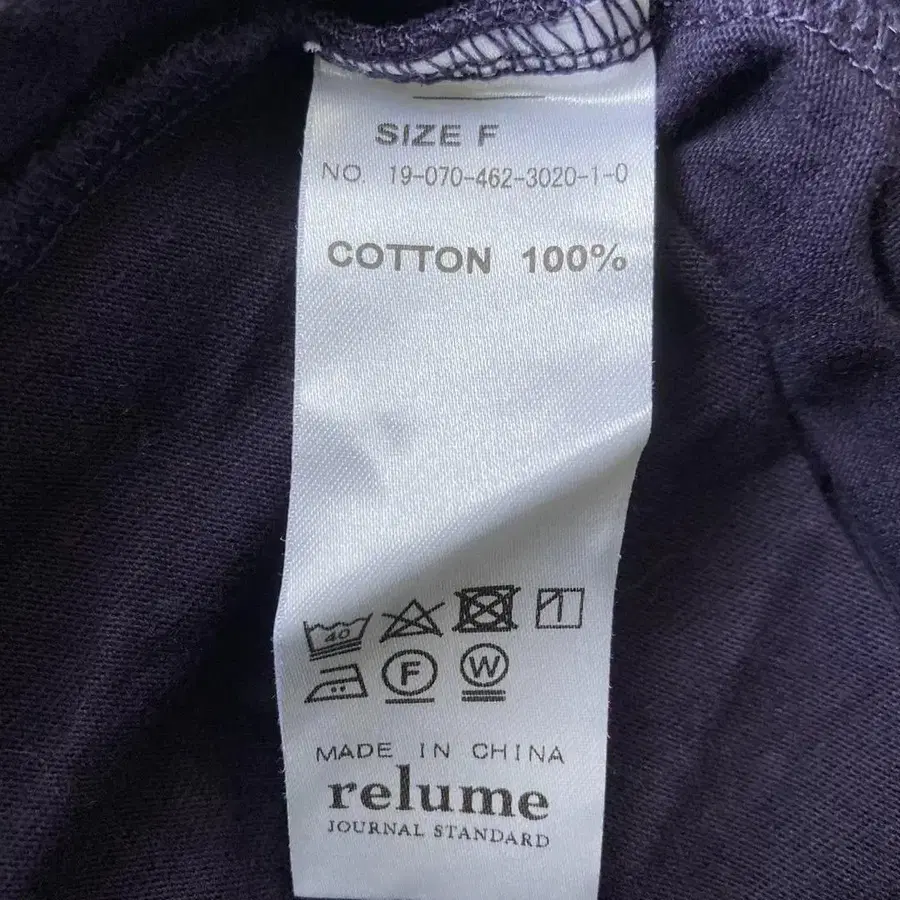 SIZE F
NO. 19-070-462-3020-1-0
COTTON 100%
40
F W
MADE IN CHINA
relume
JOURNAL STANDARD